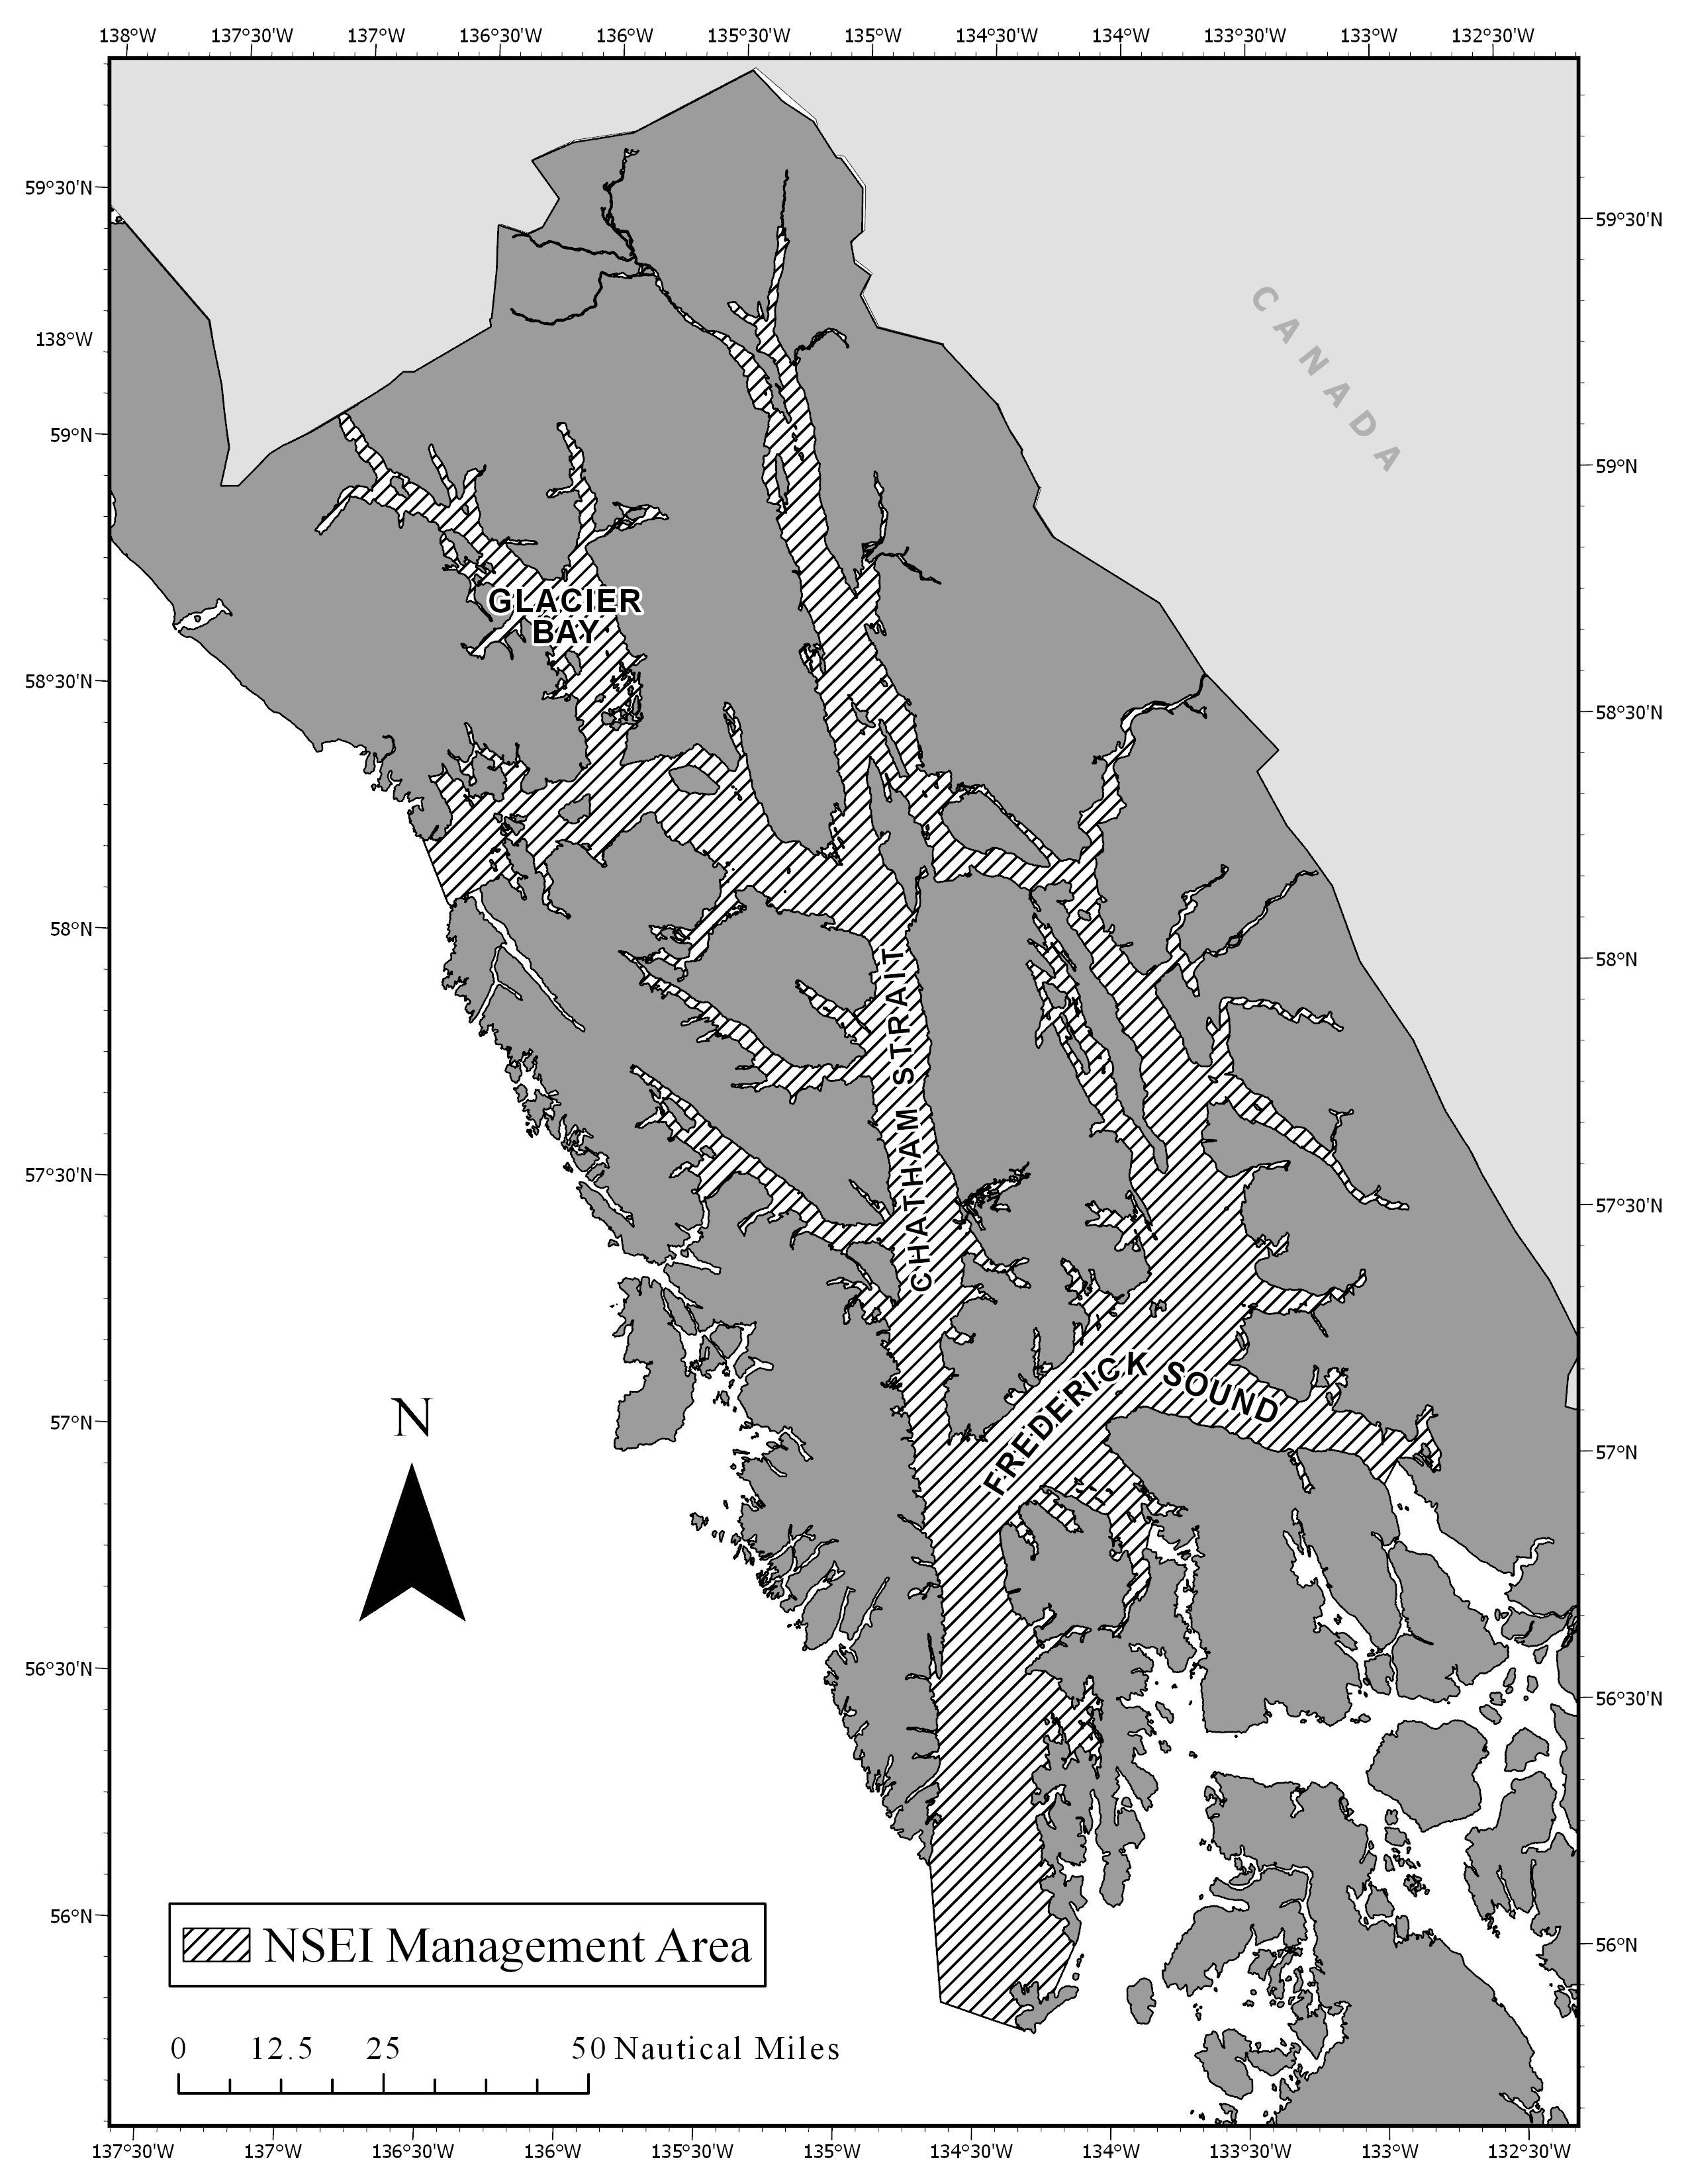 138°W 137°30'W 137°W 136°30'W 136°W 135°30'W 135°W 134°30'W 134°W 133°30'W 133°W 132°30'W
59°30'N
59°30'N
CANADA
138°W
59°N
59°N
GLACIER
BAY
58°30'N
58°30'N
58°N
58°N
CHATHAM STRAIT
57°30'N
57°30'N
FREDERICK SOUND
N
57°N
57°N
56°30'N
56°30'N
56°N
56°N
NSEI Management Area
0 12.5 25 50 Nautical Miles
137°30'W 137°W 136°30'W 136°W 135°30'W 135°W 134°30'W 134°W 133°30'W 133°W 132°30'W